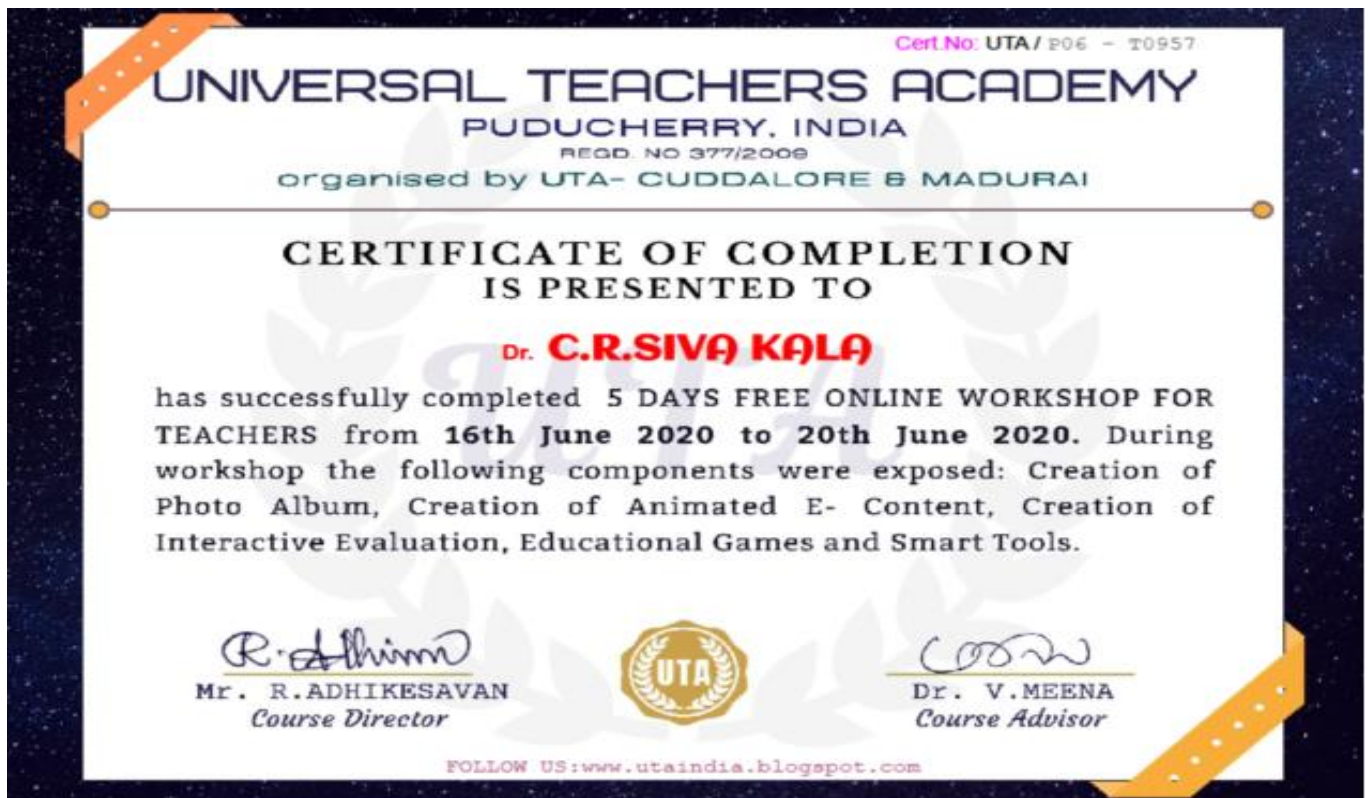 Cert.No: UTA / P06 - T0957
UNIVERSAL TEACHERS ACADEMY
PUDUCHERRY, INDIA
REGD. NO 377/2009
organised by UTA- CUDDALORE & MADURAI
CERTIFICATE OF COMPLETION
IS PRESENTED TO
Dr. C.R.SIVA KALA
has successfully completed 5 DAYS FREE ONLINE WORKSHOP FOR
TEACHERS from 16th June 2020 to 20th June 2020. During
workshop the following components were exposed: Creation of
Photo Album, Creation of Animated E- Content, Creation of
Interactive Evaluation, Educational Games and Smart Tools.
UTA
R. Adhi
UTA
Mr. R.ADHIKESAVAN
Dr. V.MEENA
Course Director
Course Advisor
FOLLOW US:www.utaindia.blogspot.com